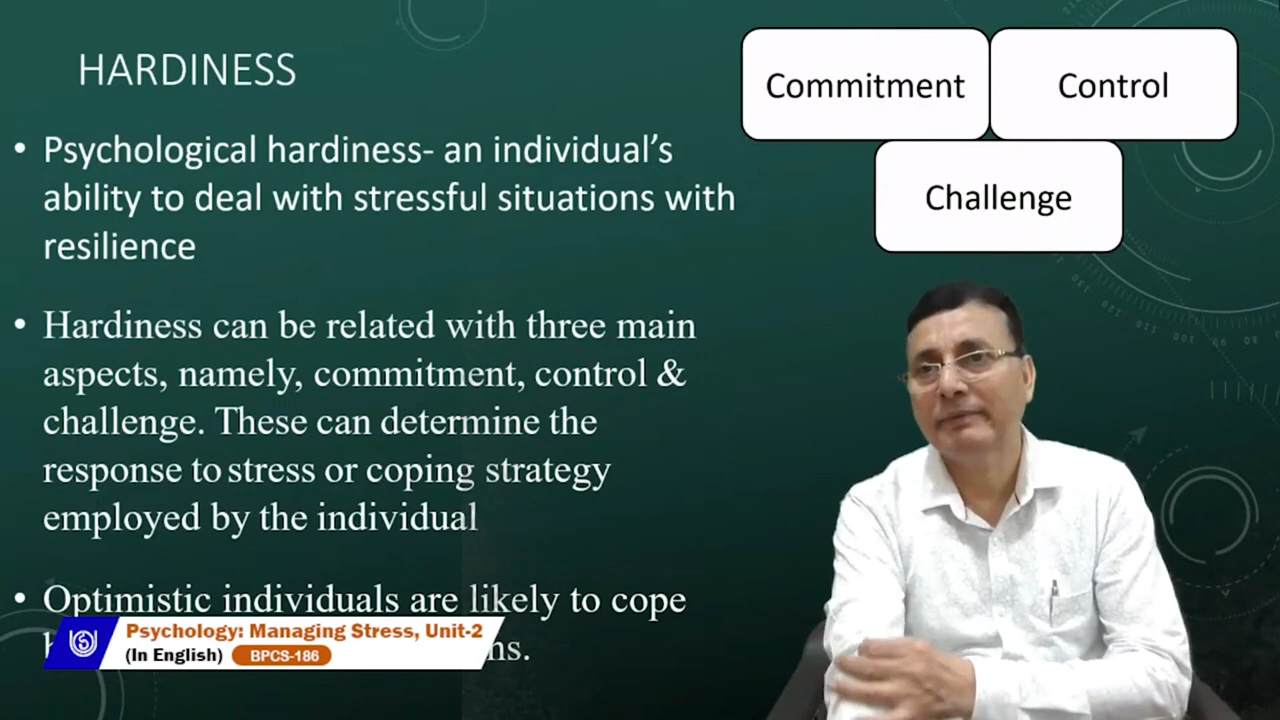 HARDINESS
• Psychological hardiness- an individual's
ability to deal with stressful situations with
resilience
• Hardiness can be related with three main
aspects, namely, commitment, control &
challenge. These can determine the
response to stress or coping strategy
employed by the individual
• Optimistic individuals are likely to cope
Commitment
Control
Challenge
Psychology: Managing Stress, Unit-2
(In English) BPCS-186